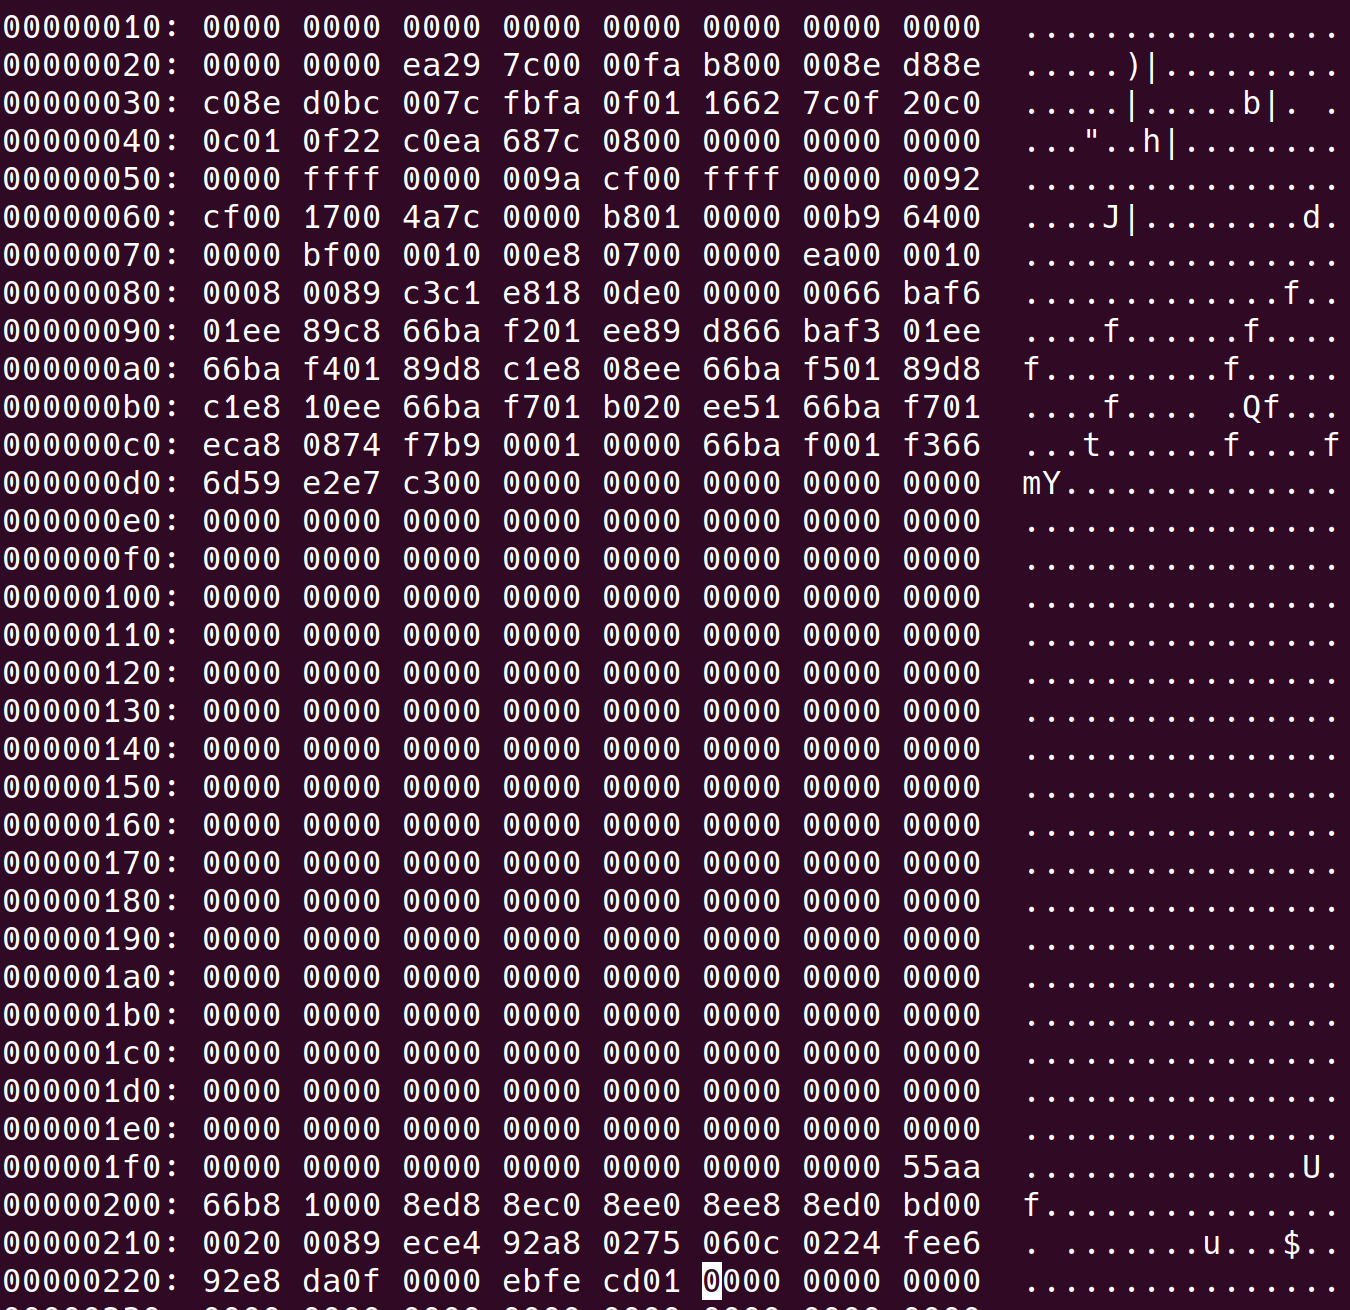 00000010: 0000 0000 0000 0000 0000 0000 0000 0000  ................
00000020: 0000 0000 ea29 7c00 00fa b800 008e d88e  .....)|.........
00000030: c08e d0bc 007c fbfa 0f01 1662 7c0f 20c0  .....|.....b|. .
00000040: 0c01 0f22 c0ea 687c 0800 0000 0000 0000  ..."..h|........
00000050: 0000 ffff 0000 009a cf00 ffff 0000 0092  ................
00000060: cf00 1700 4a7c 0000 b801 0000 00b9 6400  ....J|........d.
00000070: 0000 bf00 0010 00e8 0700 0000 ea00 0010  ................
00000080: 0008 0089 c3c1 e818 0de0 0000 0066 baf6  .............f..
00000090: 01ee 89c8 66ba f201 ee89 d866 baf3 01ee  ....f......f....
000000a0: 66ba f401 89d8 c1e8 08ee 66ba f501 89d8  f.........f.....
000000b0: c1e8 10ee 66ba f701 b020 ee51 66ba f701  ....f.... .Qf...
000000c0: eca8 0874 f7b9 0001 0000 66ba f001 f366  ...t......f....f
000000d0: 6d59 e2e7 c300 0000 0000 0000 0000 0000  mY..............
000000e0: 0000 0000 0000 0000 0000 0000 0000 0000  ................
000000f0: 0000 0000 0000 0000 0000 0000 0000 0000  ................
00000100: 0000 0000 0000 0000 0000 0000 0000 0000  ................
00000110: 0000 0000 0000 0000 0000 0000 0000 0000  ................
00000120: 0000 0000 0000 0000 0000 0000 0000 0000  ................
00000130: 0000 0000 0000 0000 0000 0000 0000 0000  ................
00000140: 0000 0000 0000 0000 0000 0000 0000 0000  ................
00000150: 0000 0000 0000 0000 0000 0000 0000 0000  ................
00000160: 0000 0000 0000 0000 0000 0000 0000 0000  ................
00000170: 0000 0000 0000 0000 0000 0000 0000 0000  ................
00000180: 0000 0000 0000 0000 0000 0000 0000 0000  ................
00000190: 0000 0000 0000 0000 0000 0000 0000 0000  ................
000001a0: 0000 0000 0000 0000 0000 0000 0000 0000  ................
000001b0: 0000 0000 0000 0000 0000 0000 0000 0000  ................
000001c0: 0000 0000 0000 0000 0000 0000 0000 0000  ................
000001d0: 0000 0000 0000 0000 0000 0000 0000 0000  ................
000001e0: 0000 0000 0000 0000 0000 0000 0000 0000  ................
000001f0: 0000 0000 0000 0000 0000 0000 0000 55aa  ..............U.
00000200: 66b8 1000 8ed8 8ec0 8ee0 8ee8 8ed0 bd00  f...............
00000210: 0020 0089 ece4 92a8 0275 060c 0224 fee6  . .......u...$..
00000220: 92e8 da0f 0000 ebfe cd01 0000 0000 0000  ................